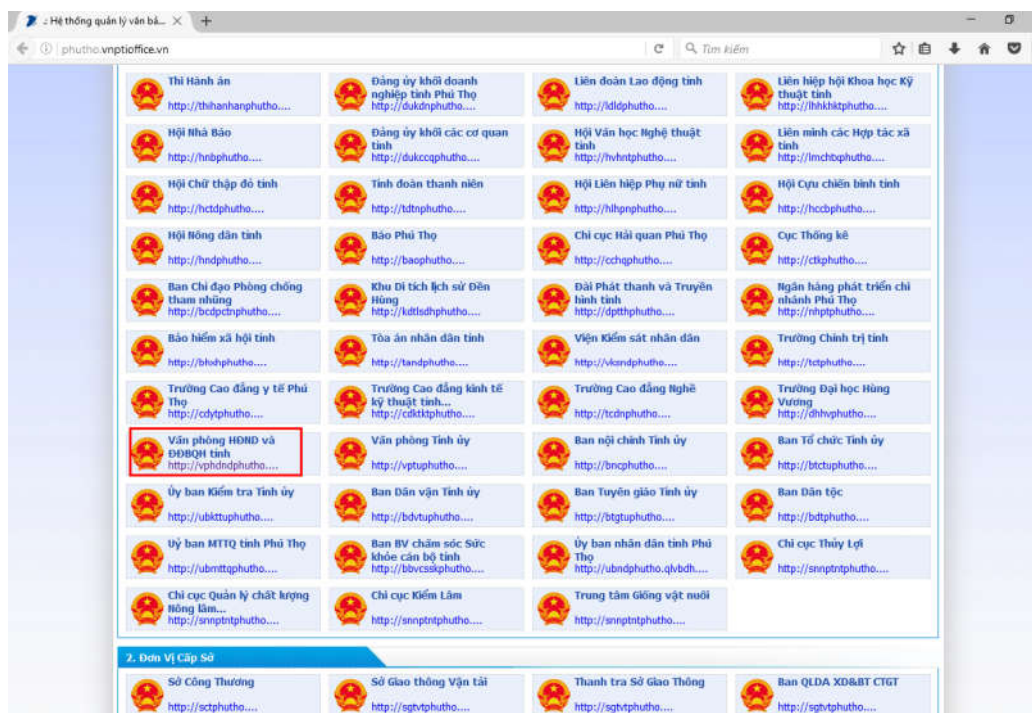 .: Hệ thống quản lý văn bả...
phutho.vnptioffice.vn
Tìm kiếm
Thi Hành án
http://thihanhanphutho....
Đảng ủy khối doanh
nghiệp tỉnh Phú Thọ
http://dukdnphutho....
Liên đoàn Lao động tỉnh
http://ldldphutho....
Liên hiệp hội Khoa học Kỹ
thuật tỉnh
http://lhhkhktphutho....
Hội Nhà Báo
http://hnbphutho....
Đảng ủy khối các cơ quan
tỉnh
http://dukccqphutho....
Hội Văn học Nghệ thuật
tỉnh
http://hvhntphutho....
Liên minh các Hợp tác xã
tỉnh
http://lmchtxphutho....
Hội Chữ thập đỏ tỉnh
http://hctdphutho....
Tỉnh đoàn thanh niên
http://tdtnphutho....
Hội Liên hiệp Phụ nữ tỉnh
http://hlhpnphutho....
Hội Cựu chiến binh tỉnh
http://hccbphutho....
Hội Nông dân tỉnh
http://hndphutho....
Báo Phú Thọ
http://baophutho....
Chi cục Hải quan Phú Thọ
http://cchqphutho....
Cục Thống kê
http://ctkphutho....
Ban Chỉ đạo Phòng chống
tham nhũng
http://bcdpctnphutho....
Khu Di tích lịch sử Đền
Hùng
http://kdtlsdhphutho....
Đài Phát thanh và Truyền
hình tỉnh
http://dptthphutho....
Ngân hàng phát triển chi
nhánh Phú Thọ
http://nhptphutho....
Bảo hiểm xã hội tỉnh
http://bhxhphutho....
Tòa án nhân dân tỉnh
http://tandphutho....
Viện Kiểm sát nhân dân
http://vksndphutho....
Trường Chính trị tỉnh
http://tctphutho....
Trường Cao đẳng y tế Phú
Thọ
http://cdytphutho....
Trường Cao đẳng kinh tế
kỹ thuật tỉnh...
http://cdktktphutho....
Trường Cao đẳng Nghề
http://tcdnphutho....
Trường Đại học Hùng
Vương
http://dhhvphutho....
Văn phòng HĐND và
ĐĐBQH tỉnh
http://vphdndphutho....
Văn phòng Tỉnh ủy
http://vptuphutho....
Ban nội chính Tỉnh ủy
http://bncphutho....
Ban Tổ chức Tỉnh ủy
http://btctuphutho....
Ủy ban Kiểm tra Tỉnh ủy
http://ubkttuphutho....
Ban Dân vận Tỉnh ủy
http://bdvtuphutho....
Ban Tuyên giáo Tỉnh ủy
http://btgtuphutho....
Ban Dân tộc
http://bdtphutho....
Uỷ ban MTTQ tỉnh Phú Thọ
http://ubmttqphutho....
Ban BV chăm sóc Sức
khỏe cán bộ tỉnh
http://bbvcsskphutho....
Ủy ban nhân dân tỉnh Phú
Thọ
http://ubndphutho.qlvbdh....
Chi cục Thủy Lợi
http://snnptntphutho....
Chi cục Quản lý chất lượng
Nông lâm...
http://snnptntphutho....
Chi cục Kiểm Lâm
http://snnptntphutho....
Trung tâm Giống vật nuôi
http://snnptntphutho....
2. Đơn Vị Cấp Sở
Sở Công Thương
http://sctphutho....
Sở Giao thông Vận tải
http://sgtvtphutho....
Thanh tra Sở Giao Thông
http://sgtvtphutho....
Ban QLDA XD&BT CTGT
http://sgtvtphutho....